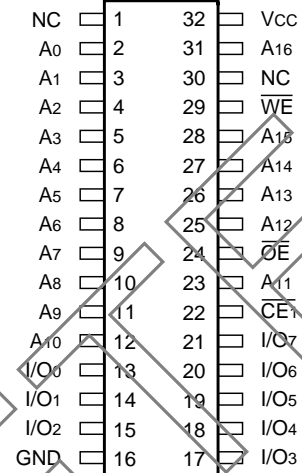 NC 1 32 VCC
A0 2 31 A16
A1 3 30 NC
A2 4 29 W̅E̅
A3 5 28 A15
A4 6 27 A14
A5 7 26 A13
A6 8 25 A12
A7 9 24 O̅E̅
A8 10 23 A11
A9 11 22 C̅E̅1̅
A10 12 21 I/O7
I/O0 13 20 I/O6
I/O1 14 19 I/O5
I/O2 15 18 I/O4
GND 16 17 I/O3